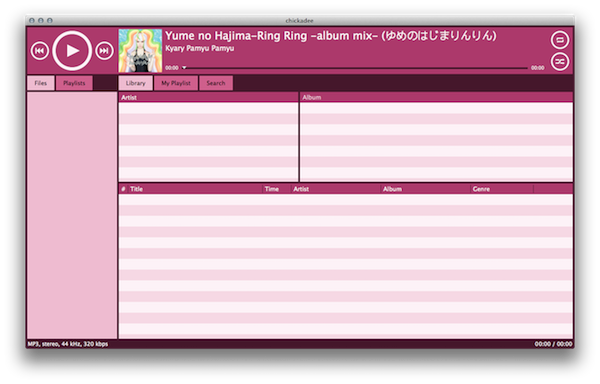 chickadee
Yume no Hajima-Ring Ring -album mix- (ゆめのはじまりんりん)
Kyary Pamyu Pamyu
00:00 00:00
Files Playlists Library My Playlist Search
Artist Album
# Title Time Artist Album Genre
MP3, stereo, 44 kHz, 320 kbps 00:00 / 00:00